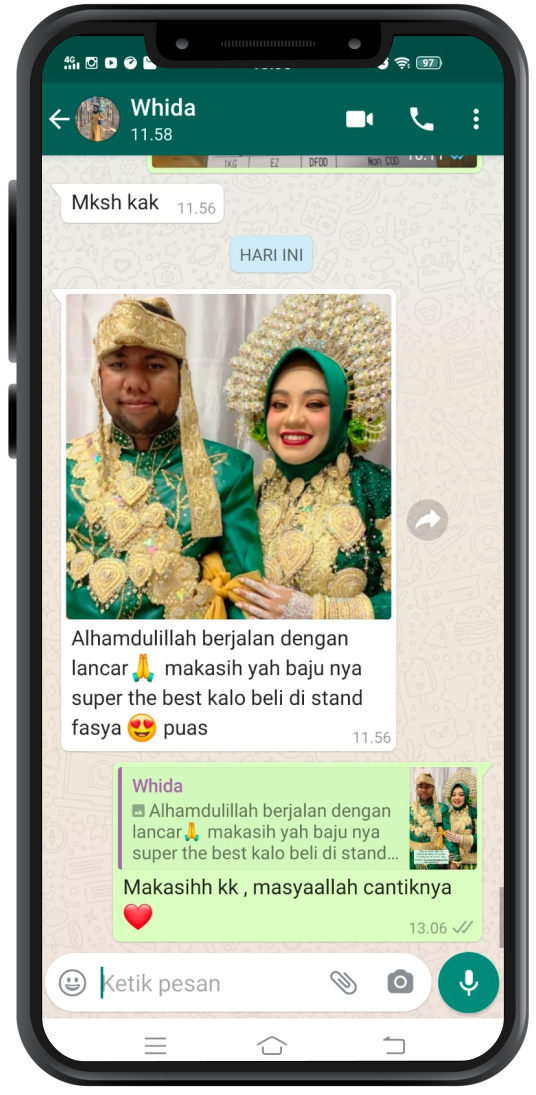 4G
97
Whida
11.58
1KG EZ DFOD Non COD
Mksh kak 11.56
HARI INI
Alhamdulillah berjalan dengan
lancar🙏 makasih yah baju nya
super the best kalo beli di stand
fasya 😍 puas
11.56
Whida
Alhamdulillah berjalan dengan
lancar🙏 makasih yah baju nya
super the best kalo beli di stand...
Makasihh kk , masyaallah cantiknya
❤️
13.06
Ketik pesan